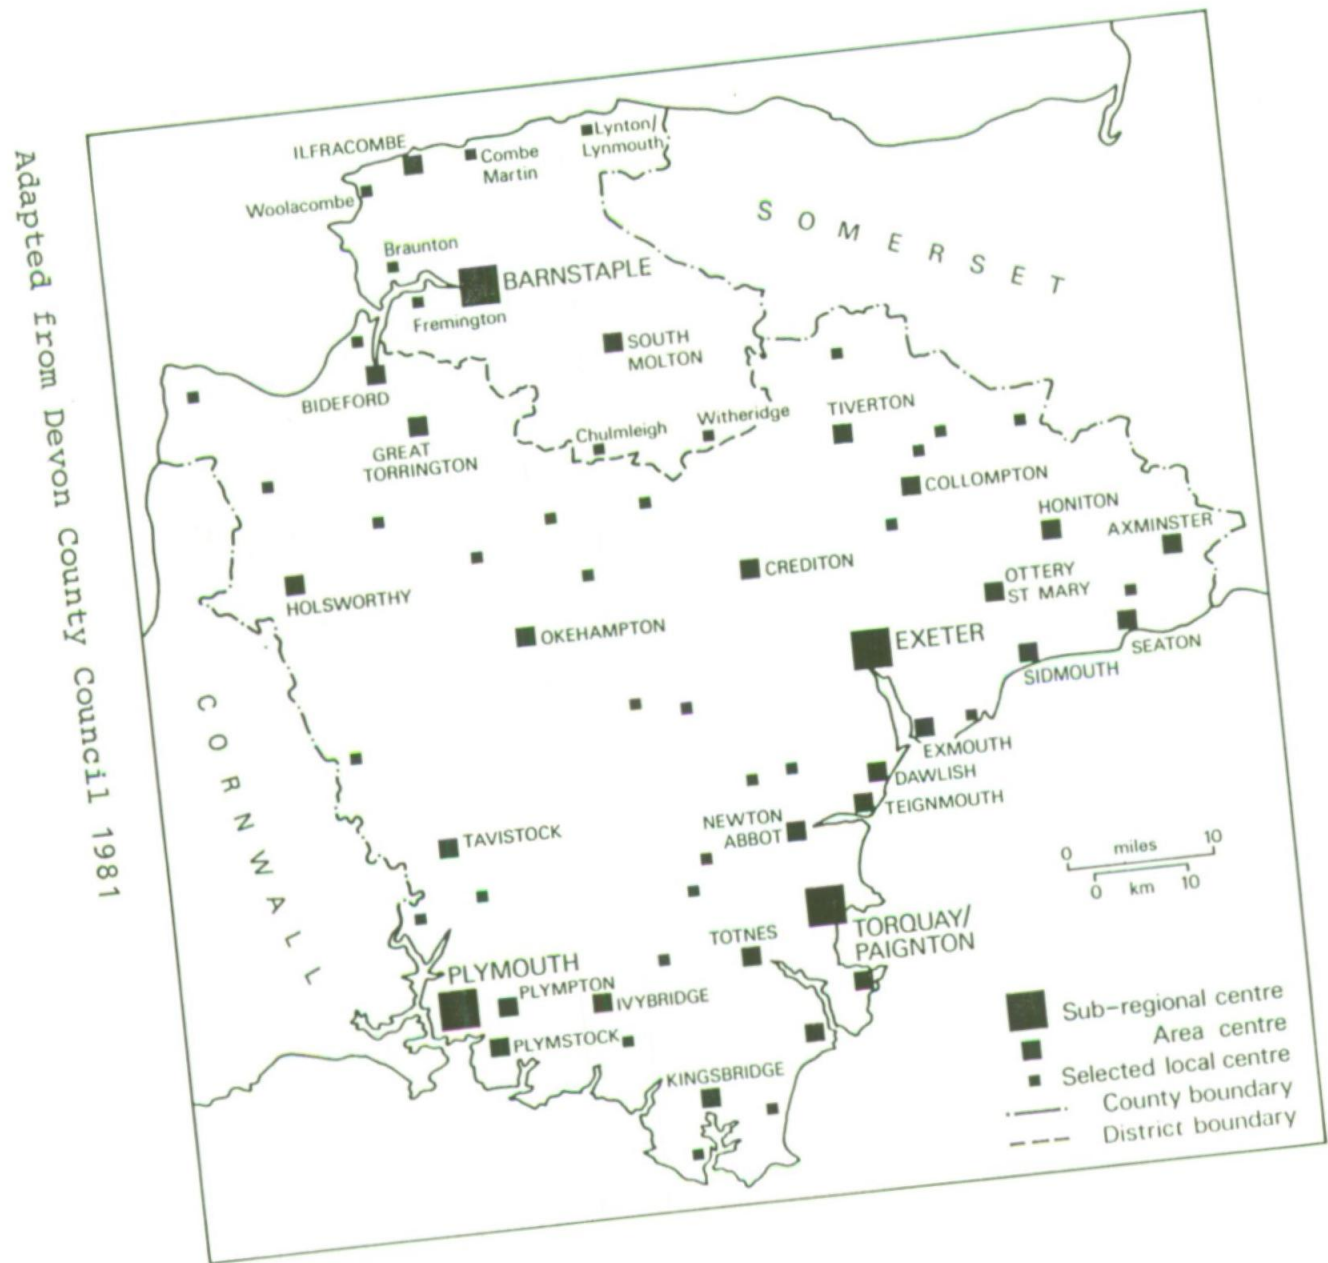 Adapted from Devon County Council 1981
ILFRACOMBE
Lynton/
Lynmouth
Combe
Martin
Woolacombe
SOMERSET
Braunton
BARNSTAPLE
Fremington
SOUTH
MOLTON
BIDEFORD
TIVERTON
Witheridge
Chulmleigh
GREAT
TORRINGTON
COLLOMPTON
HONITON
AXMINSTER
CREDITON
OTTERY
ST MARY
HOLSWORTHY
OKEHAMPTON
EXETER
SEATON
SIDMOUTH
CORNWALL
EXMOUTH
DAWLISH
TEIGNMOUTH
NEWTON
ABBOT
TAVISTOCK
0 miles 10
0 km 10
TORQUAY/
PAIGNTON
TOTNES
PLYMOUTH
PLYMPTON
IVYBRIDGE
PLYMSTOCK
KINGSBRIDGE
Sub-regional centre
Area centre
Selected local centre
County boundary
District boundary